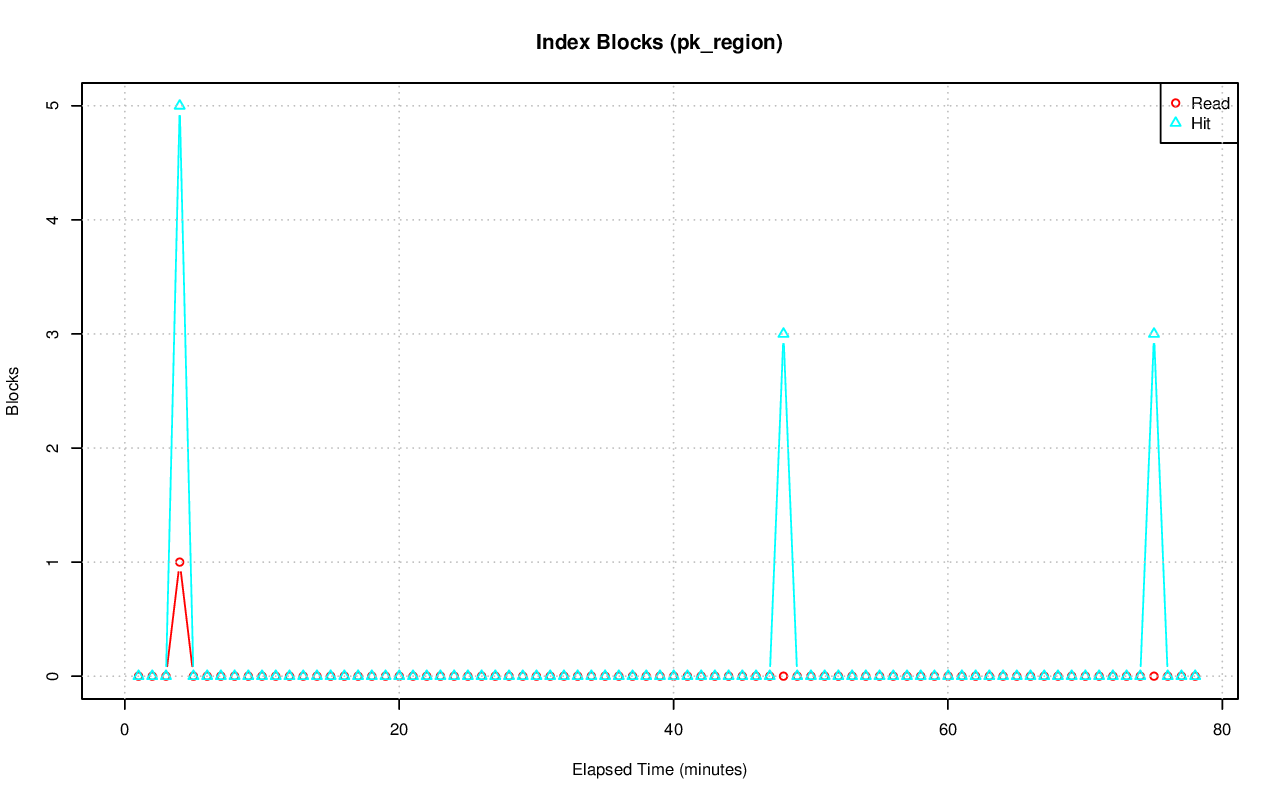 Index Blocks (pk_region)
Read
Hit
5
4
3
2
1
0
Blocks
0 20 40 60 80
Elapsed Time (minutes)